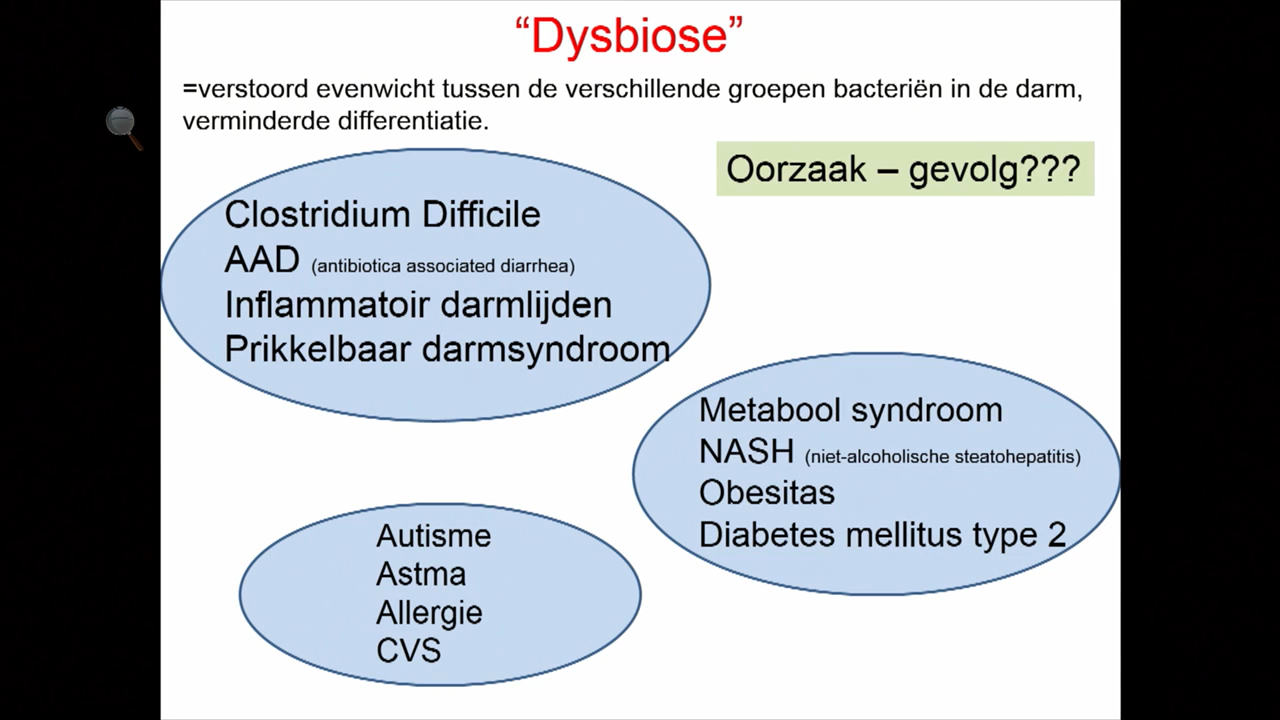 “Dysbiose”
=verstoord evenwicht tussen de verschillende groepen bacteriën in de darm,
verminderde differentiatie.
Oorzaak – gevolg???
Clostridium Difficile
AAD (antibiotica associated diarrhea)
Inflammatoir darmlijden
Prikkelbaar darmsyndroom
Metabool syndroom
NASH (niet-alcoholische steatohepatitis)
Obesitas
Diabetes mellitus type 2
Autisme
Astma
Allergie
CVS